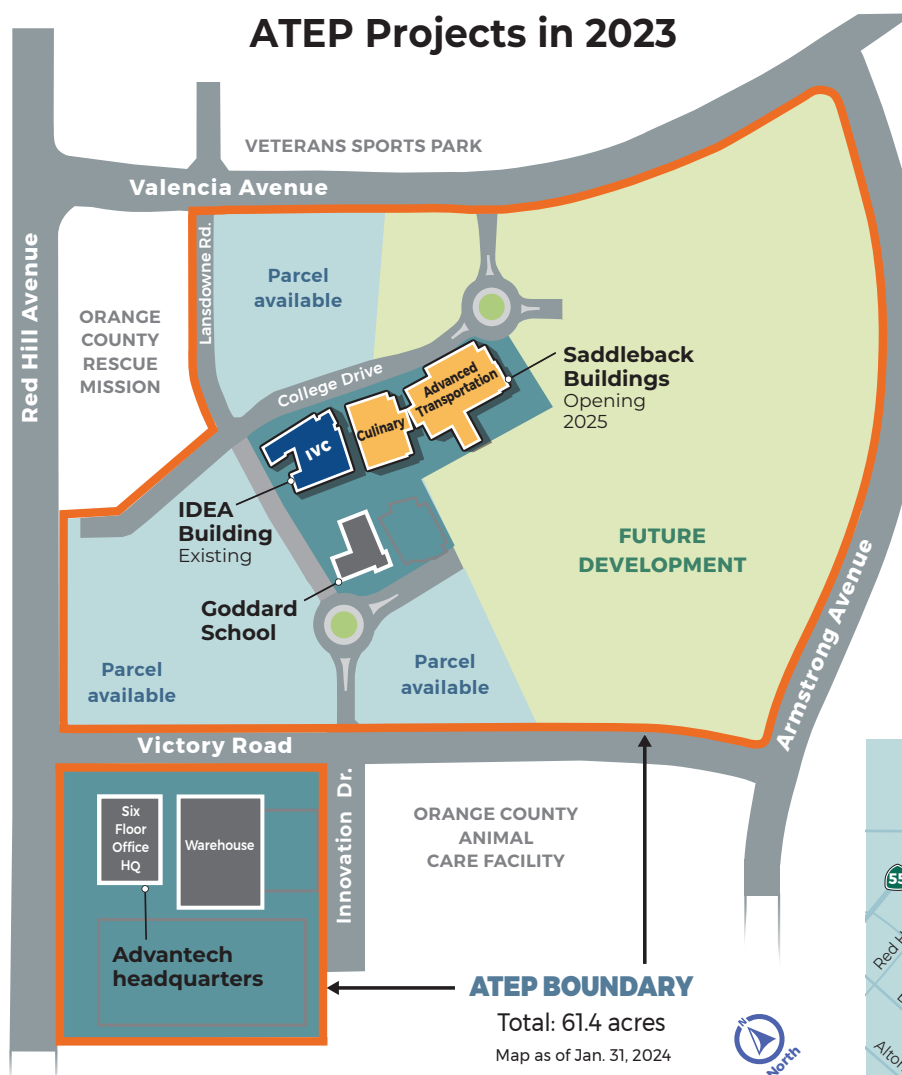 ATEP Projects in 2023
VETERANS SPORTS PARK
Valencia Avenue
Red Hill Avenue
Lansdowne Rd.
Parcel
available
ORANGE
COUNTY
RESCUE
MISSION
College Drive
Advanced
Transportation
Culinary
IVC
Saddleback
Buildings
Opening
2025
IDEA
Building
Existing
Goddard
School
FUTURE
DEVELOPMENT
Armstrong Avenue
Parcel
available
Parcel
available
Victory Road
Six
Floor
Office
HQ
Warehouse
Innovation Dr.
ORANGE COUNTY
ANIMAL
CARE FACILITY
Advantech
headquarters
ATEP BOUNDARY
Total: 61.4 acres
Map as of Jan. 31, 2024
N
North
55
Red H
Alton